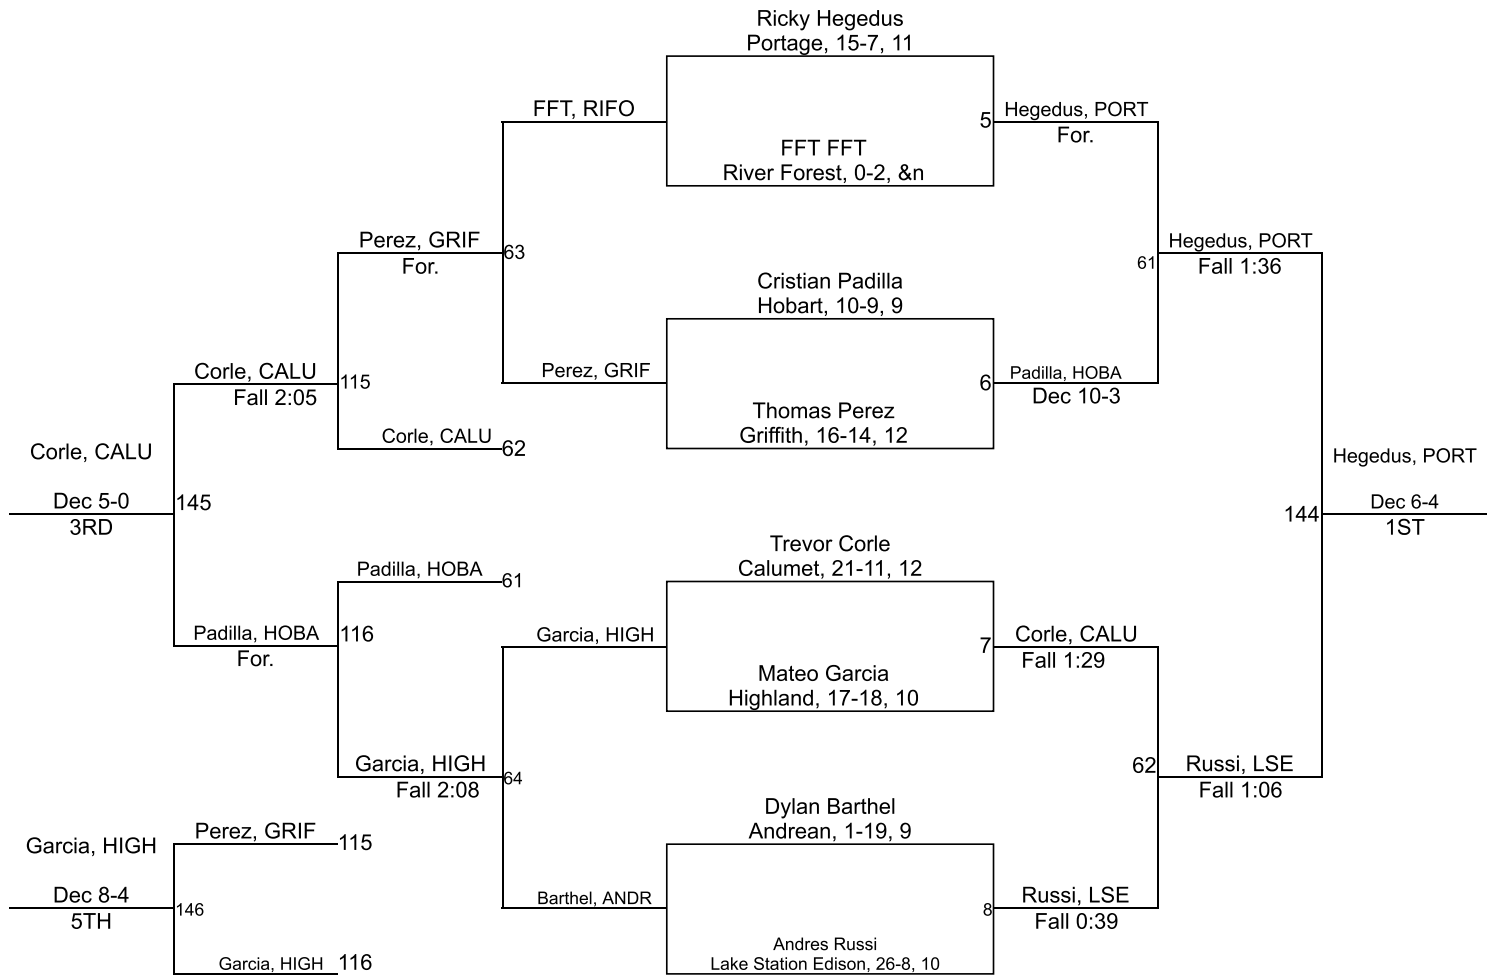 Ricky Hegedus
Portage, 15-7, 11
FFT, RIFO
5
Hegedus, PORT
For.
FFT FFT
River Forest, 0-2, &n
Perez, GRIF
For.
63
Hegedus, PORT
Fall 1:36
61
Cristian Padilla
Hobart, 10-9, 9
Corle, CALU
Fall 2:05
115
Perez, GRIF
6
Padilla, HOBA
Dec 10-3
Thomas Perez
Griffith, 16-14, 12
Corle, CALU
62
Corle, CALU
Dec 5-0
3RD
145
Hegedus, PORT
Dec 6-4
1ST
144
Trevor Corle
Calumet, 21-11, 12
Padilla, HOBA
61
Padilla, HOBA
For.
116
Garcia, HIGH
7
Corle, CALU
Fall 1:29
Mateo Garcia
Highland, 17-18, 10
Garcia, HIGH
Fall 2:08
64
62
Russi, LSE
Fall 1:06
Dylan Barthel
Andrean, 1-19, 9
Perez, GRIF
115
Garcia, HIGH
Dec 8-4
5TH
146
Barthel, ANDR
8
Russi, LSE
Fall 0:39
Andres Russi
Lake Station Edison, 26-8, 10
Garcia, HIGH
116